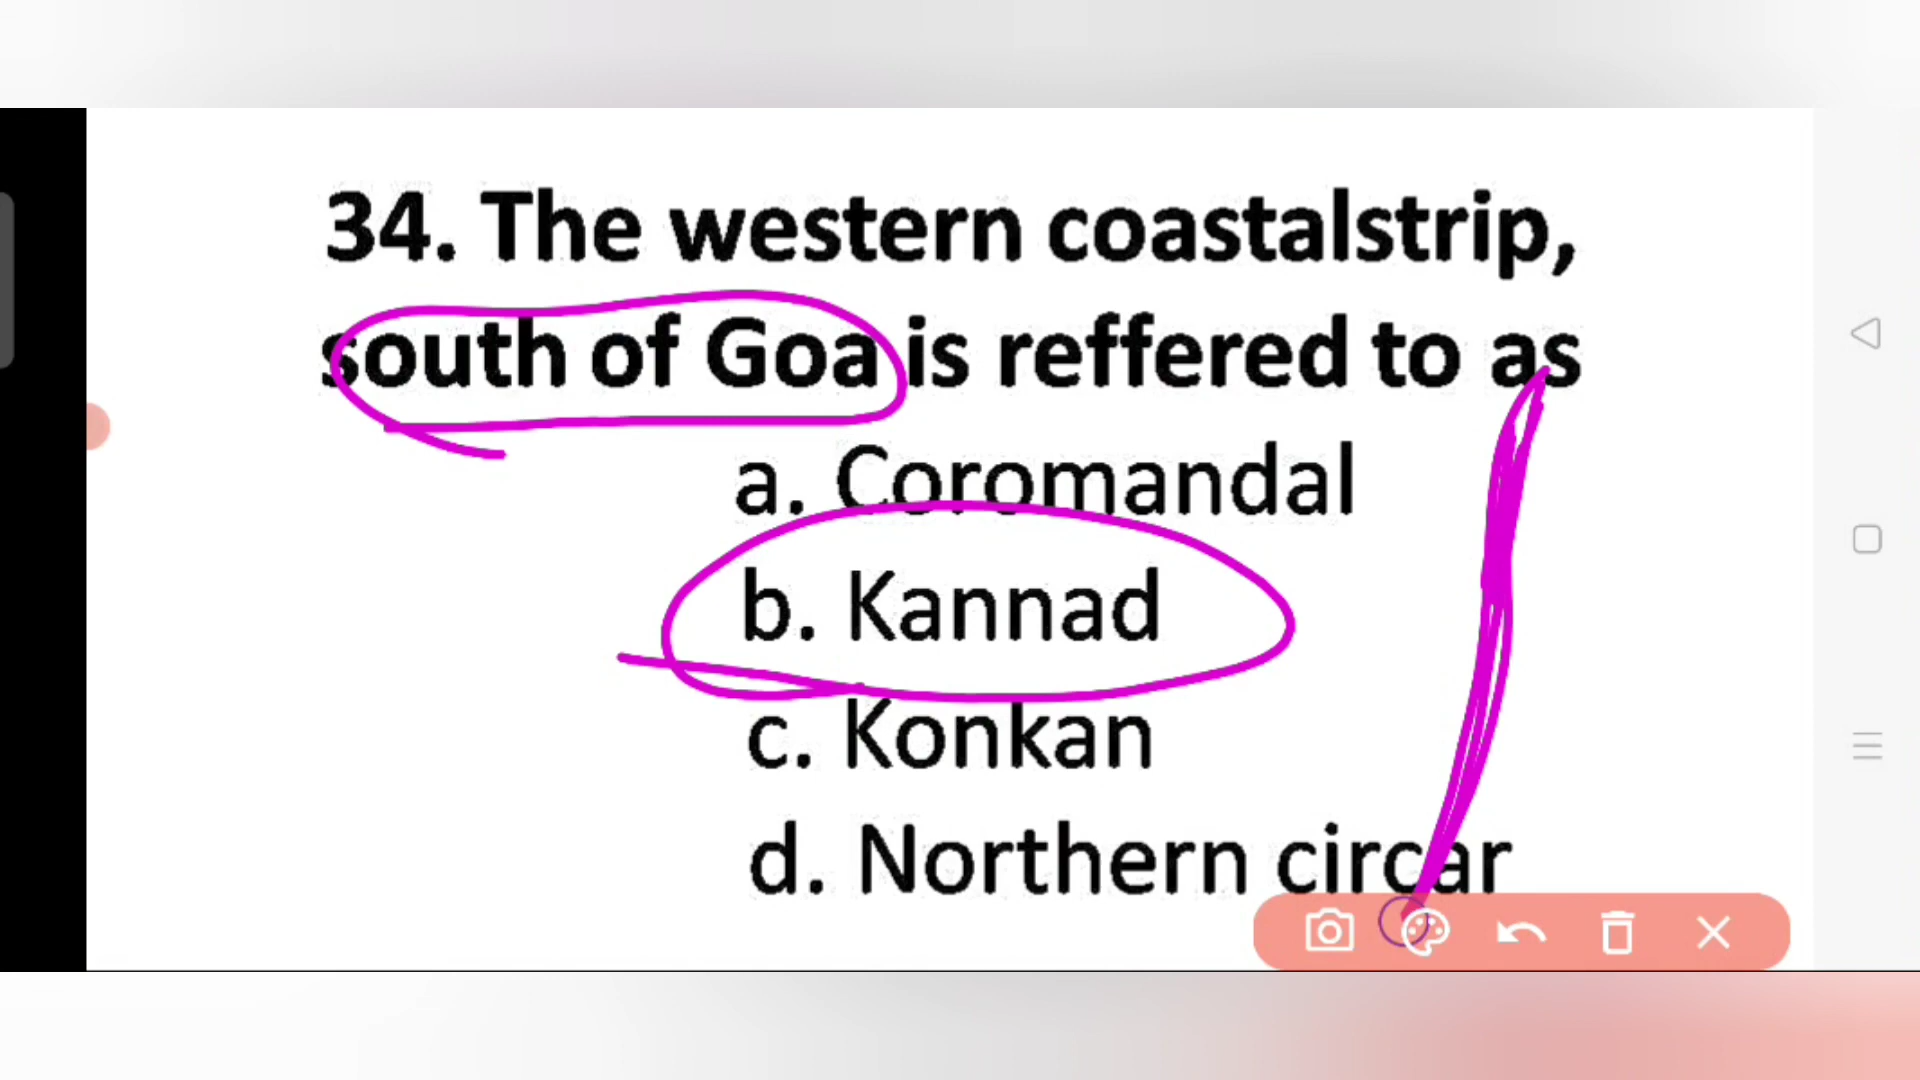 34. The western coastalstrip,
south of Goa is reffered to as
a. Coromandal
b. Kannad
c. Konkan
d. Northern circar